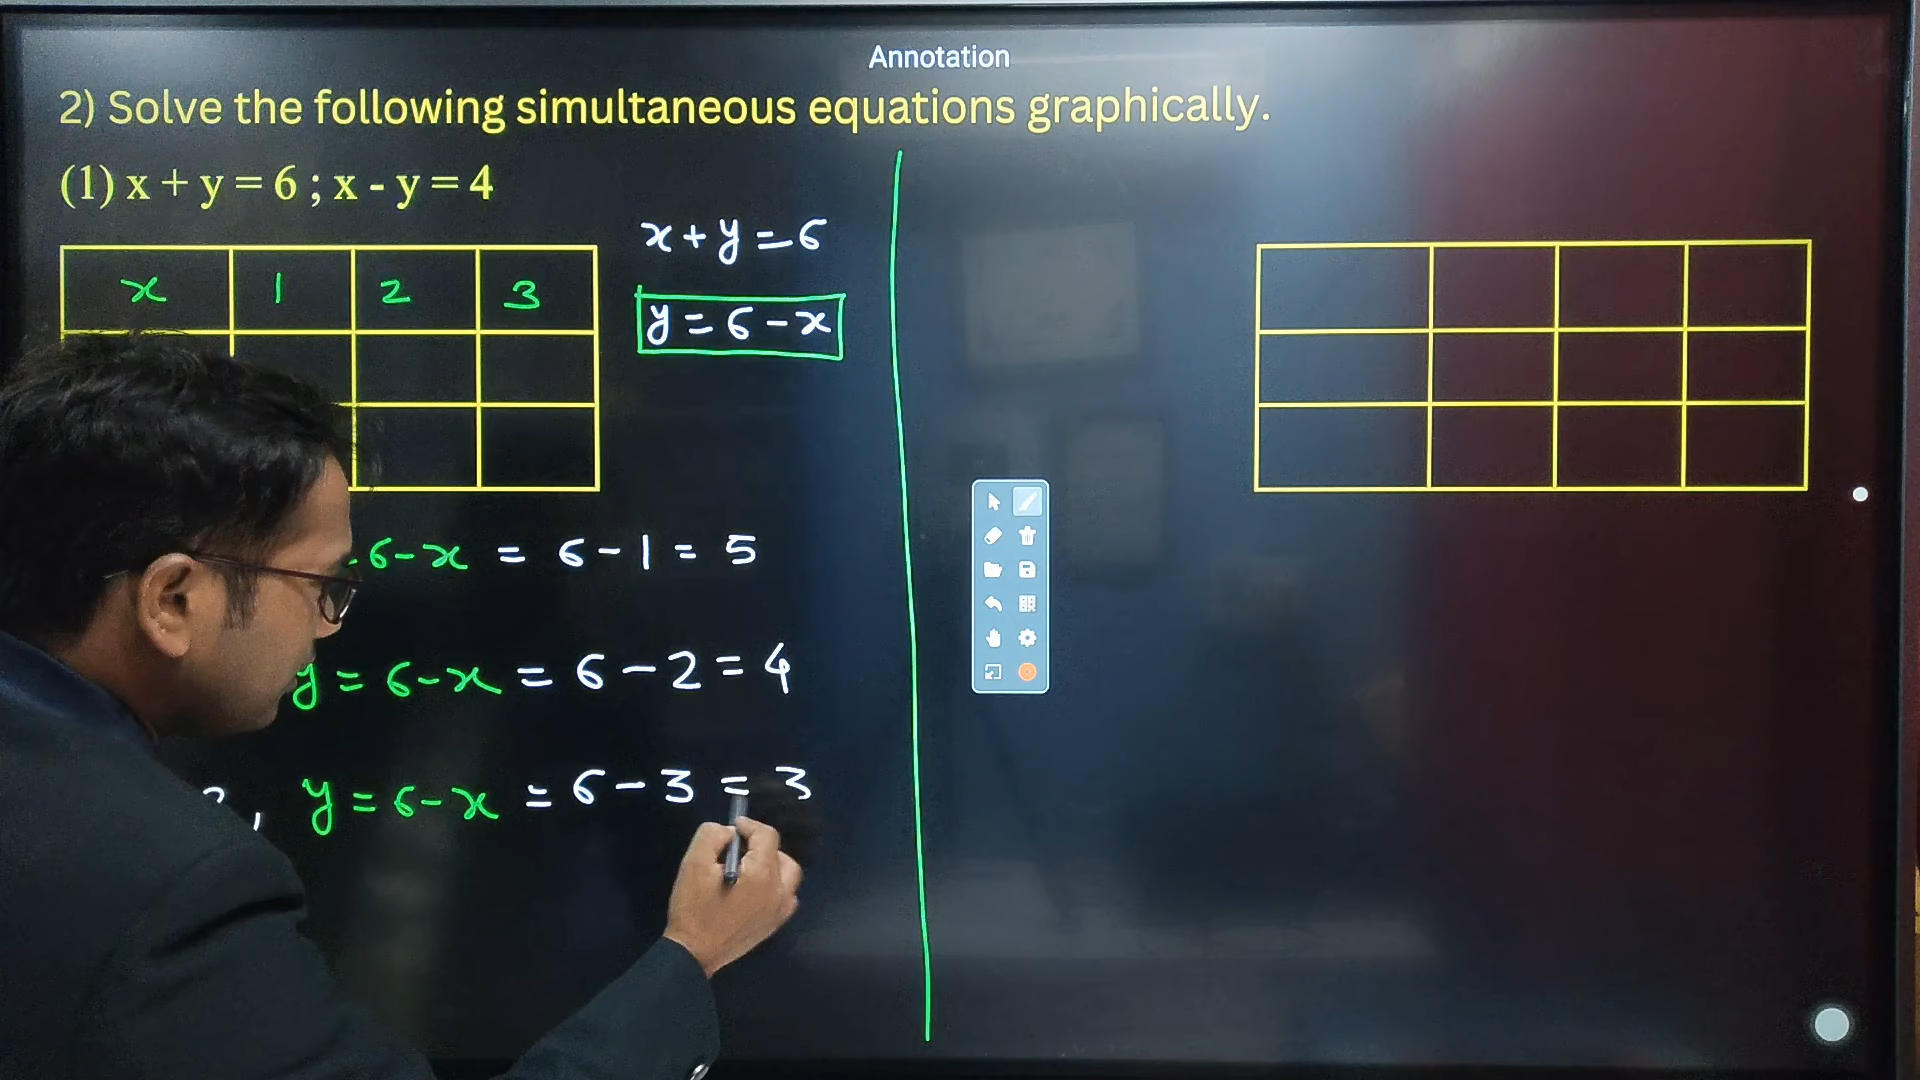 Annotation
2) Solve the following simultaneous equations graphically.
(1) x + y = 6 ; x - y = 4
x + y = 6
x 1 2 3
y = 6 - x
6 - x = 6 - 1 = 5
y = 6 - x = 6 - 2 = 4
, y = 6 - x = 6 - 3 = 3